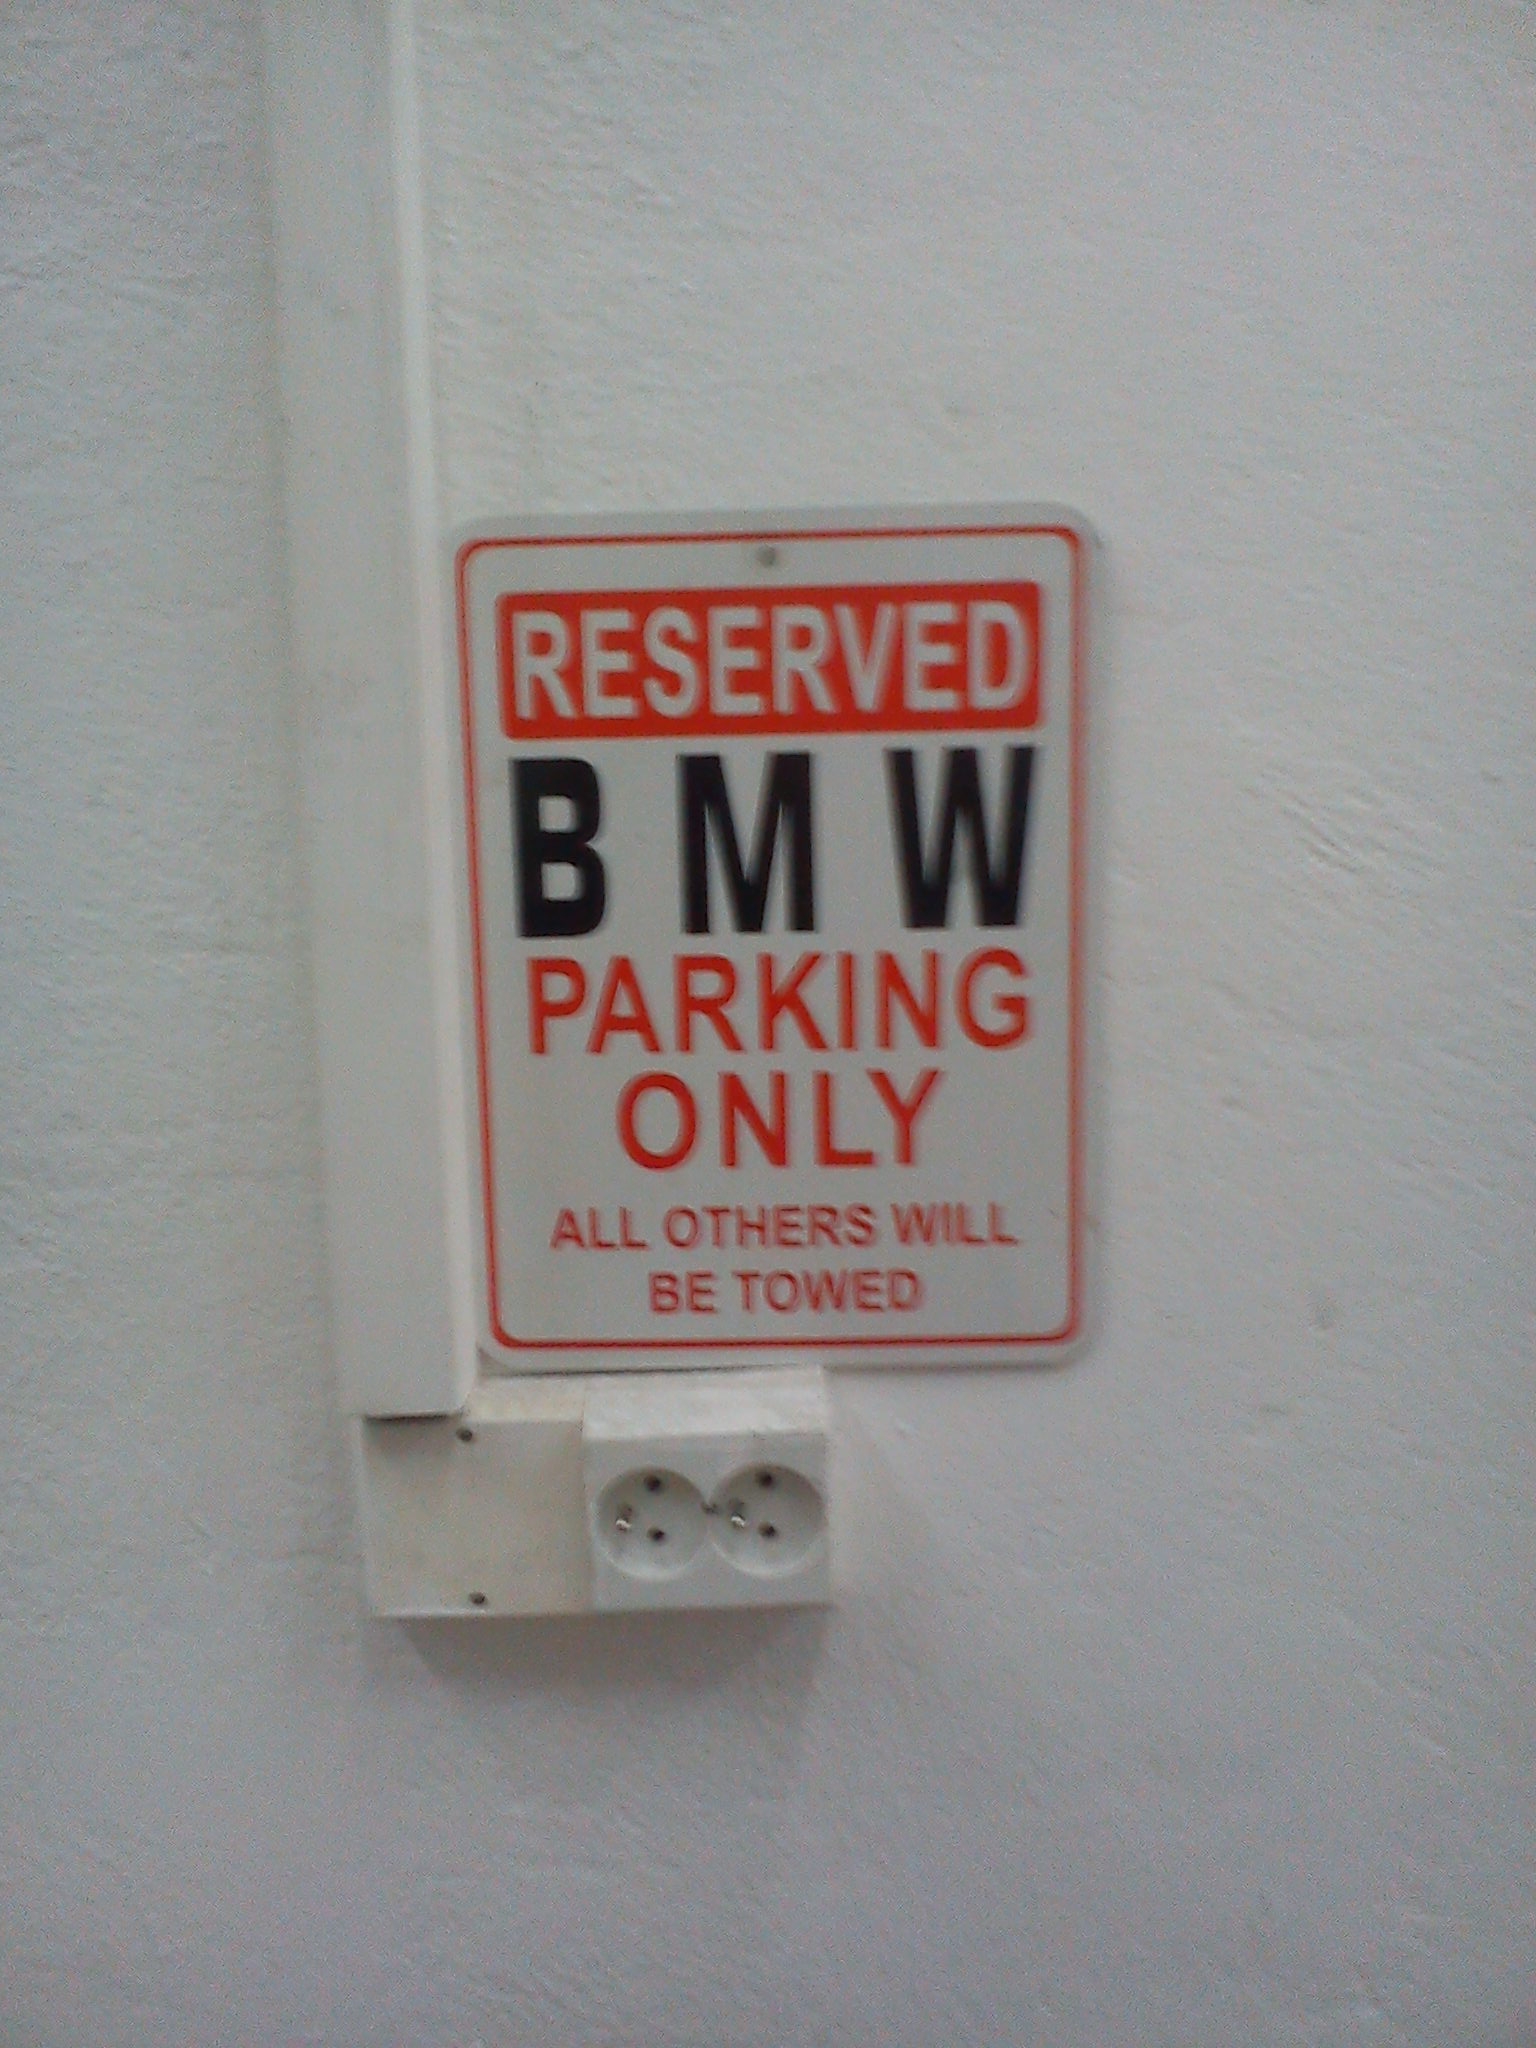 RESERVED
B M W
PARKING
ONLY
ALL OTHERS WILL
BE TOWED